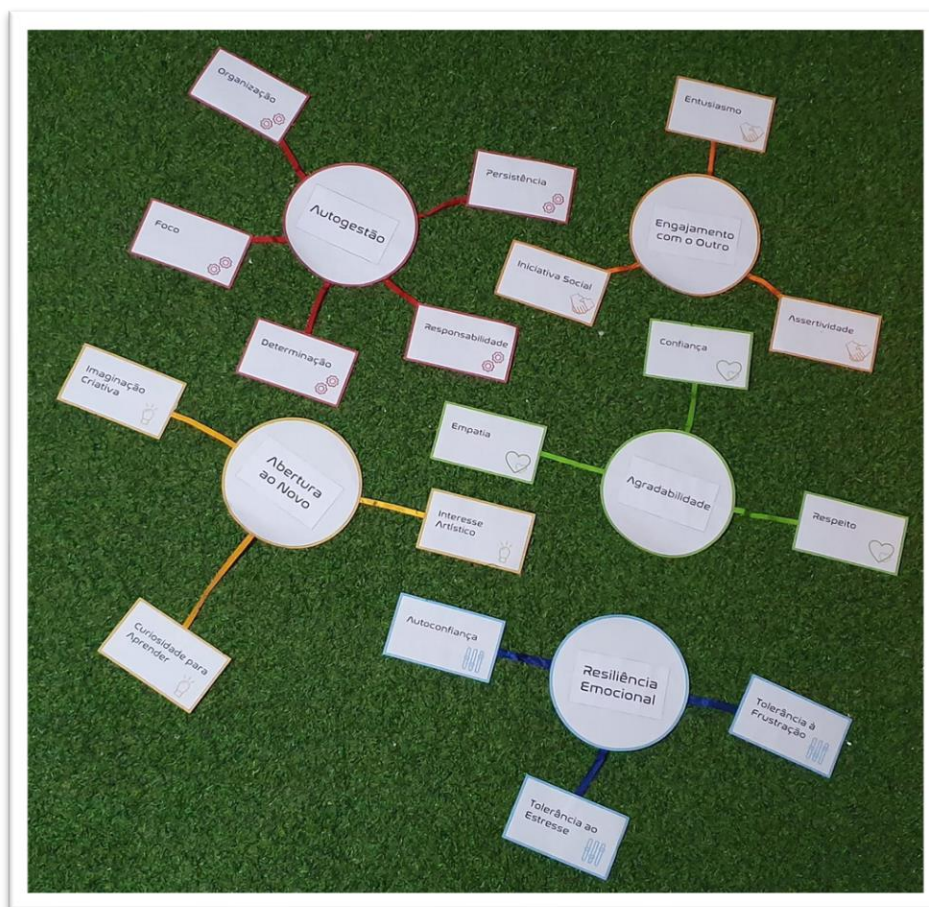 Organização
Persistência
Foco
Autogestão
Determinação
Responsabilidade
Entusiasmo
Engajamento
com o Outro
Iniciativa Social
Assertividade
Imaginação
Criativa
Abertura
ao Novo
Interesse
Artístico
Curiosidade para
Aprender
Confiança
Empatia
Agradabilidade
Respeito
Autoconfiança
Resiliência
Emocional
Tolerância à
Frustração
Tolerância ao
Estresse